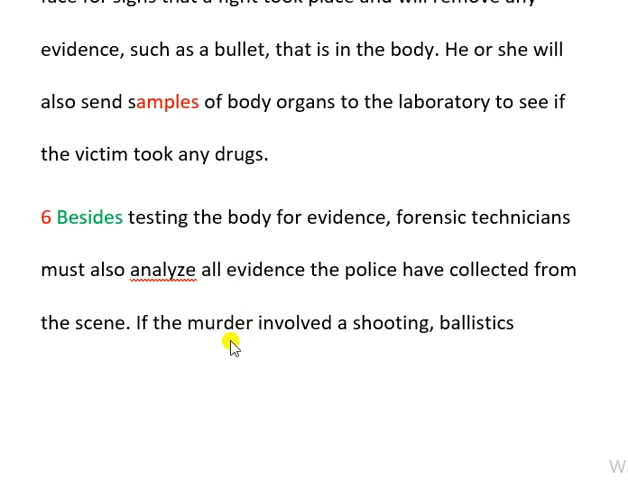 evidence, such as a bullet, that is in the body. He or she will
also send samples of body organs to the laboratory to see if
the victim took any drugs.
6 Besides testing the body for evidence, forensic technicians
must also analyze all evidence the police have collected from
the scene. If the murder involved a shooting, ballistics